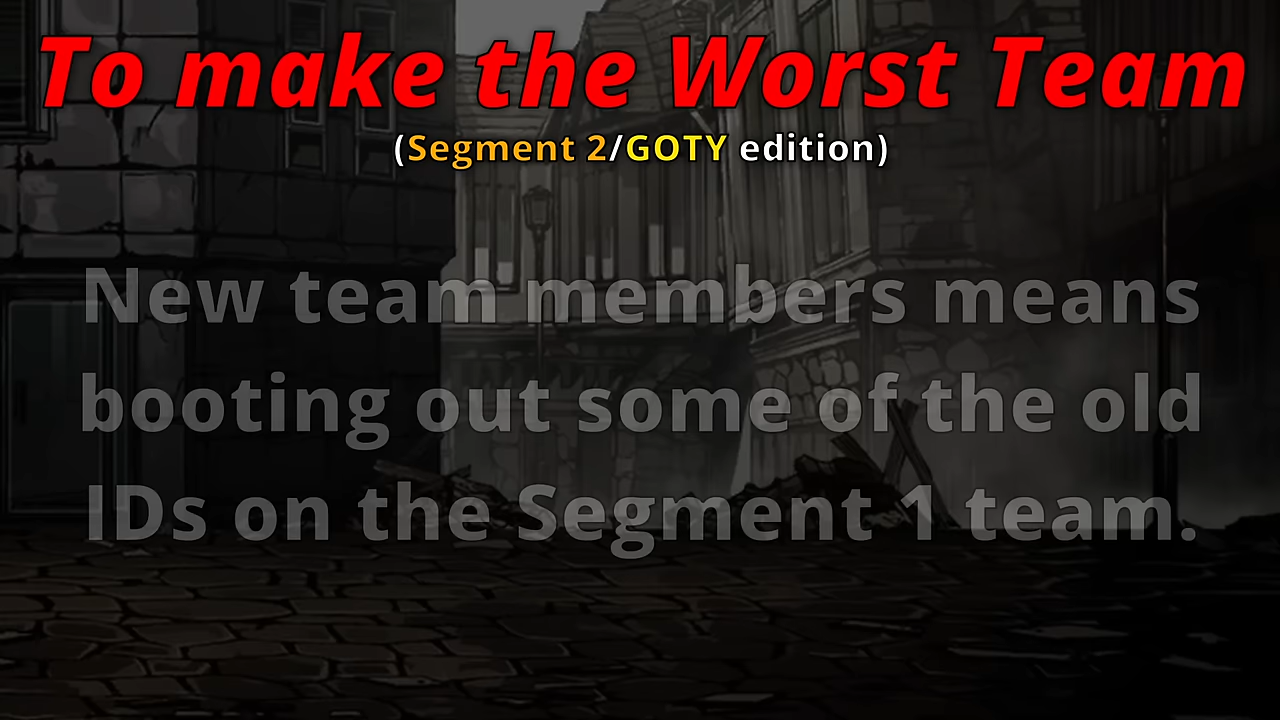 To make the Worst Team
(Segment 2/GOTY edition)
New team members means
booting out some of the old
IDs on the Segment 1 team.